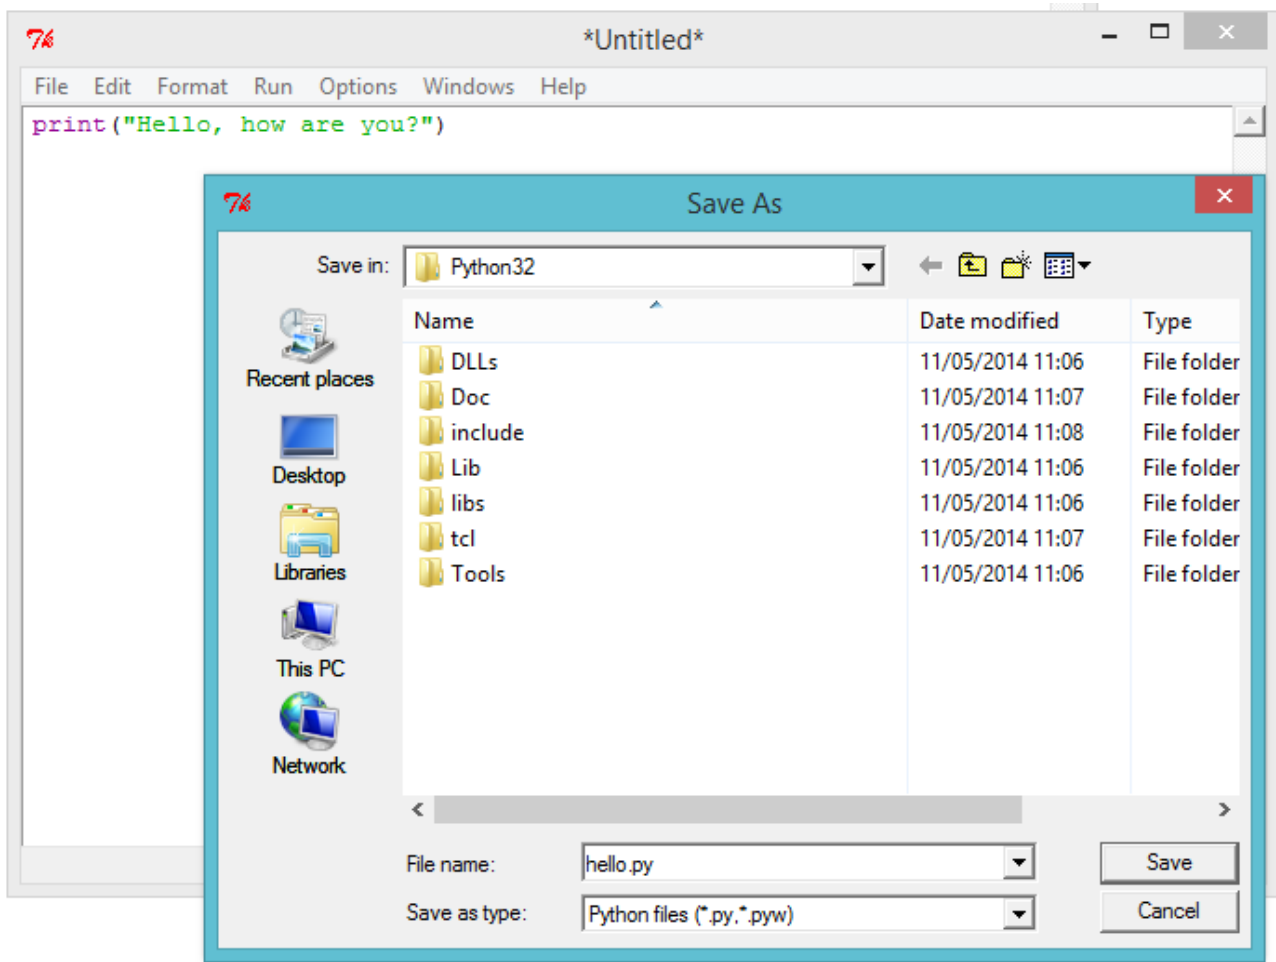 *Untitled*
File Edit Format Run Options Windows Help
print("Hello, how are you?")
Save As
Save in: Python32
Name Date modified Type
DLLs 11/05/2014 11:06 File folder
Doc 11/05/2014 11:07 File folder
include 11/05/2014 11:08 File folder
Lib 11/05/2014 11:06 File folder
libs 11/05/2014 11:06 File folder
tcl 11/05/2014 11:07 File folder
Tools 11/05/2014 11:06 File folder
Recent places
Desktop
Libraries
This PC
Network
File name: hello.py Save
Save as type: Python files (*.py,*.pyw) Cancel